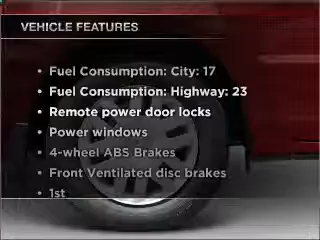 VEHICLE FEATURES
• Fuel Consumption: City: 17
• Fuel Consumption: Highway: 23
• Remote power door locks
• Power windows
• 4-wheel ABS Brakes
• Front Ventilated disc brakes
• 1st